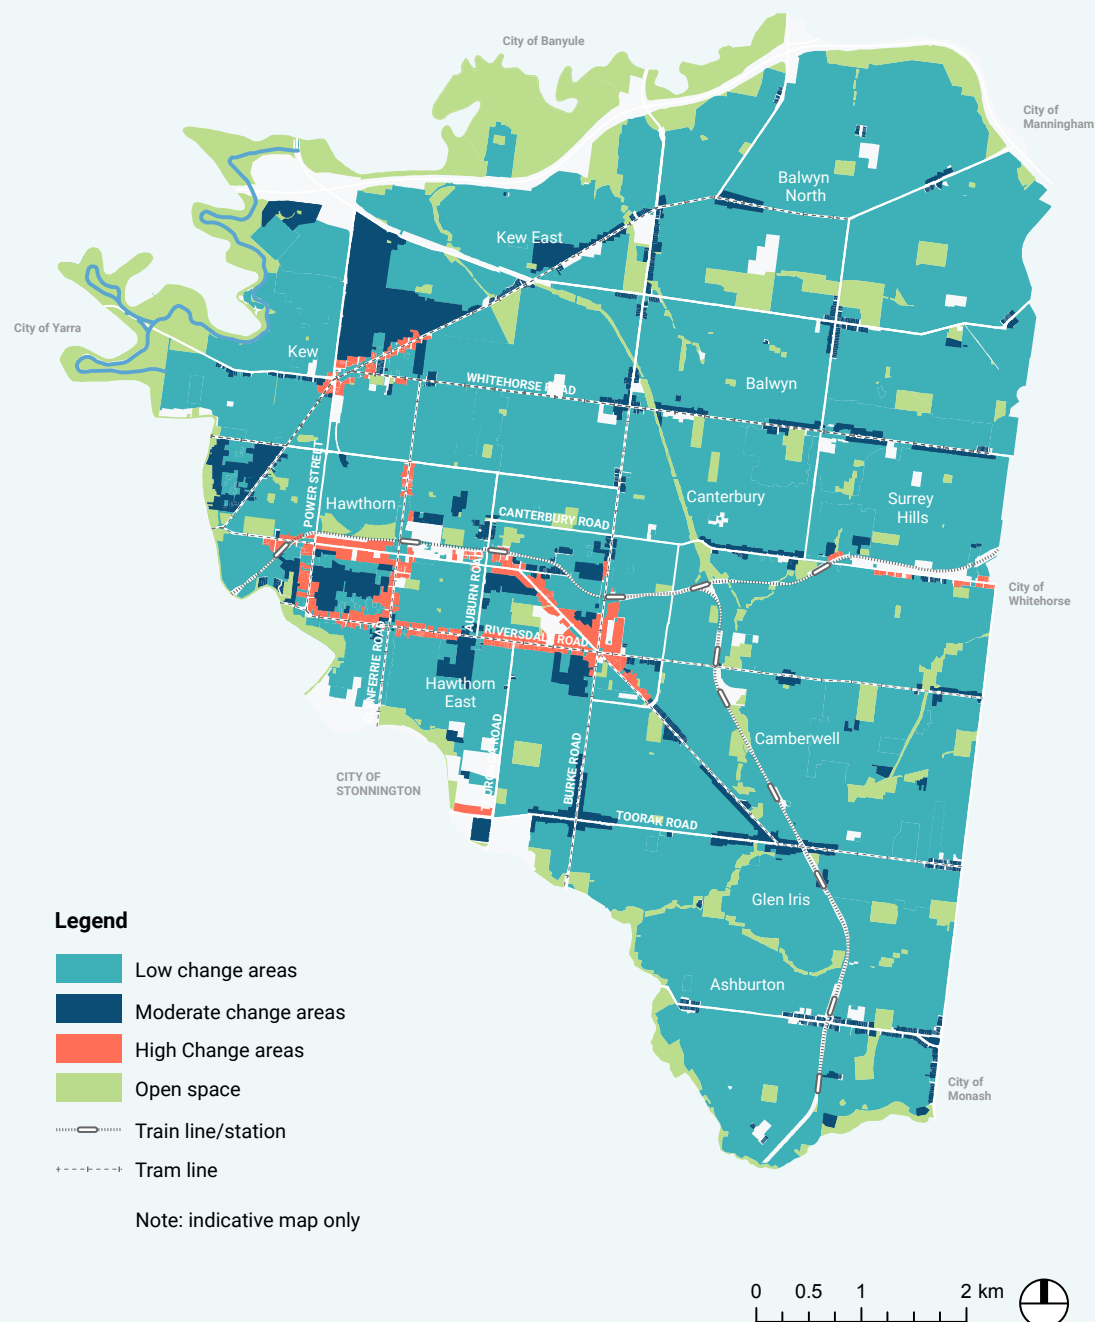 City of Banyule
City of
Manningham
Balwyn
North
Kew East
City of Yarra
Kew
WHITEHORSE ROAD
Balwyn
POWER STREET
Hawthorn
Canterbury
Surrey
Hills
CANTERBURY ROAD
AUBURN ROAD
City of
Whitehorse
RIVERSDALE ROAD
Hawthorn
East
Camberwell
CITY OF
STONNINGTON
BURKE ROAD
TOORAK ROAD
Glen Iris
Ashburton
City of
Monash
Legend
Low change areas
Moderate change areas
High Change areas
Open space
Train line/station
Tram line
Note: indicative map only
0 0.5 1 2 km